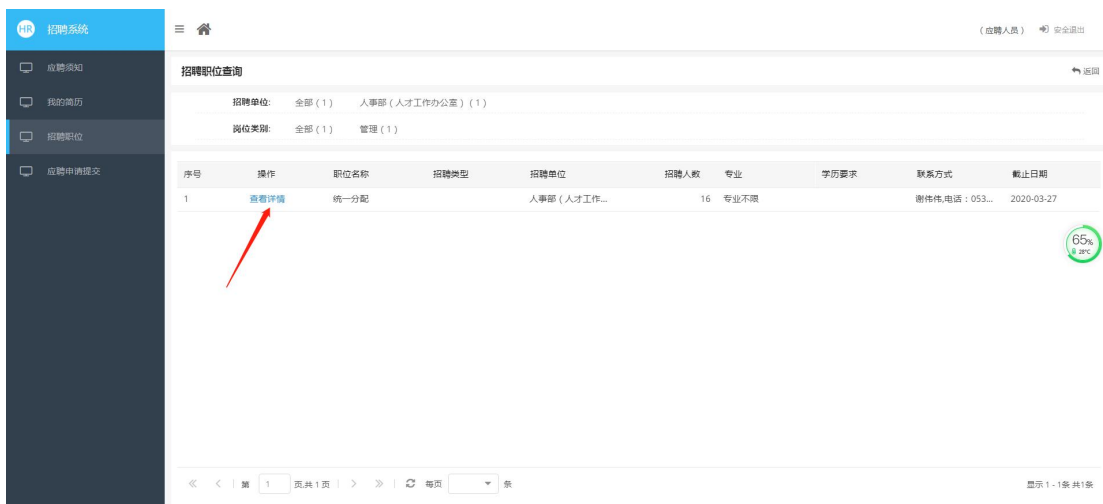 HR 招聘系统
(应聘人员) 安全退出
应聘须知
我的简历
招聘职位
应聘申请提交
招聘职位查询 返回
招聘单位: 全部(1) 人事部(人才工作办公室)(1)
岗位类别: 全部(1) 管理(1)
序号 操作 职位名称 招聘类型 招聘单位 招聘人数 专业 学历要求 联系方式 截止日期
1 查看详情 统一分配 人事部(人才工作... 16 专业不限 谢伟伟,电话:053... 2020-03-27
65%
28°C
第 1 页,共1页 每页 条 显示1-1条 共1条